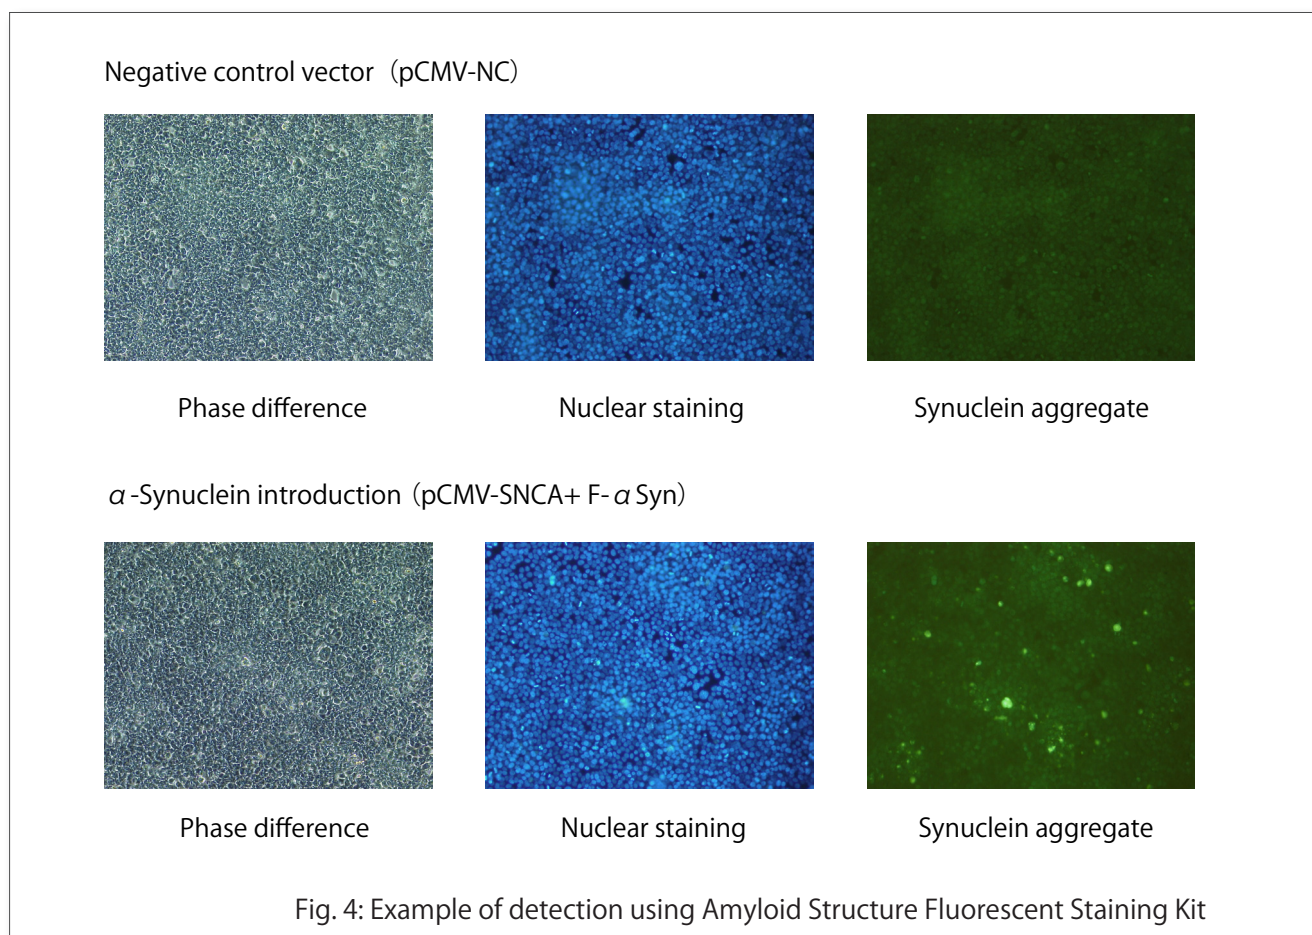 Negative control vector（pCMV-NC）
Phase difference
Nuclear staining
Synuclein aggregate
α-Synuclein introduction（pCMV-SNCA+ F-αSyn）
Phase difference
Nuclear staining
Synuclein aggregate
Fig. 4: Example of detection using Amyloid Structure Fluorescent Staining Kit